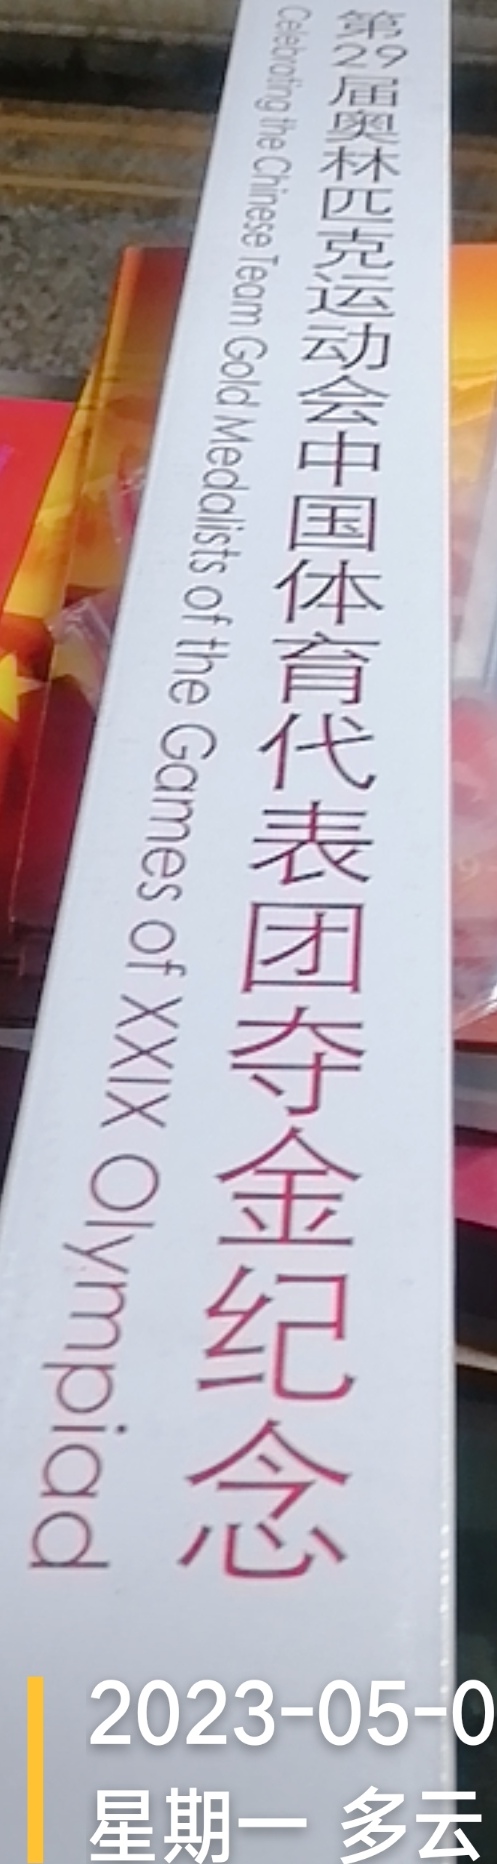 第29届奥林匹克运动会中国体育代表团夺金纪念
Celebrating the Chinese Team Gold Medalists of the Games of XXIX Olympiad
2023-05-0
星期一 多云